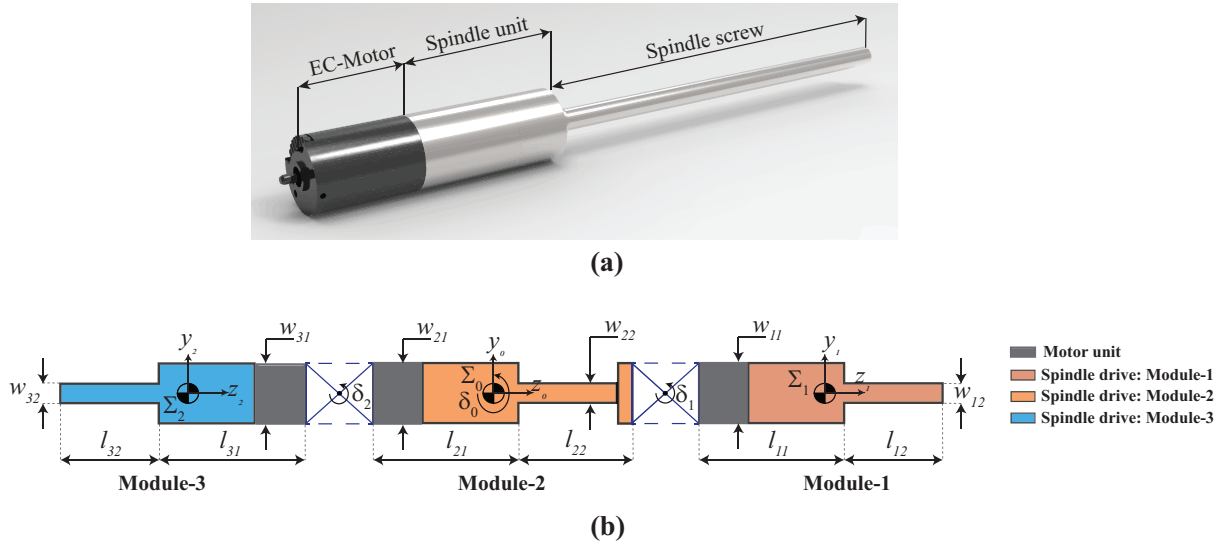 EC-Motor
Spindle unit
Spindle screw
(a)
w₃₁ w₂₁ w₂₂ w₁₁
y₂ y₀ y₁
w₃₂ Σ₂ z₂ δ₂ Σ₀ δ₀ z₀ δ₁ Σ₁ z₁ w₁₂
l₃₂ l₃₁ l₂₁ l₂₂ l₁₁ l₁₂
Module-3 Module-2 Module-1
Motor unit
Spindle drive: Module-1
Spindle drive: Module-2
Spindle drive: Module-3
(b)